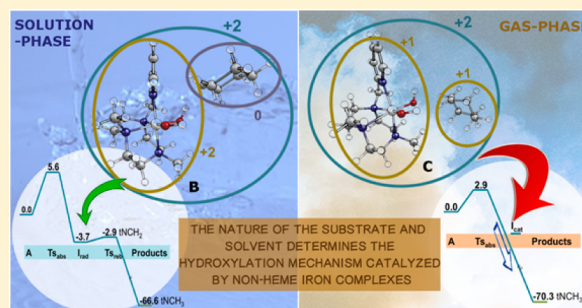 SOLUTION
-PHASE
+2
0
+2
B
5.6
0.0
-3.7
-2.9 tNCH2
A Tsabs Irad Tsreb Products
-66.6 tNCH3
GAS-PHASE
+2
+1
+1
C
2.9
0.0
Icat
A Tsabs Products
-70.3 tNCH2
THE NATURE OF THE SUBSTRATE AND
SOLVENT DETERMINES THE
HYDROXYLATION MECHANISM CATALYZED
BY NON-HEME IRON COMPLEXES